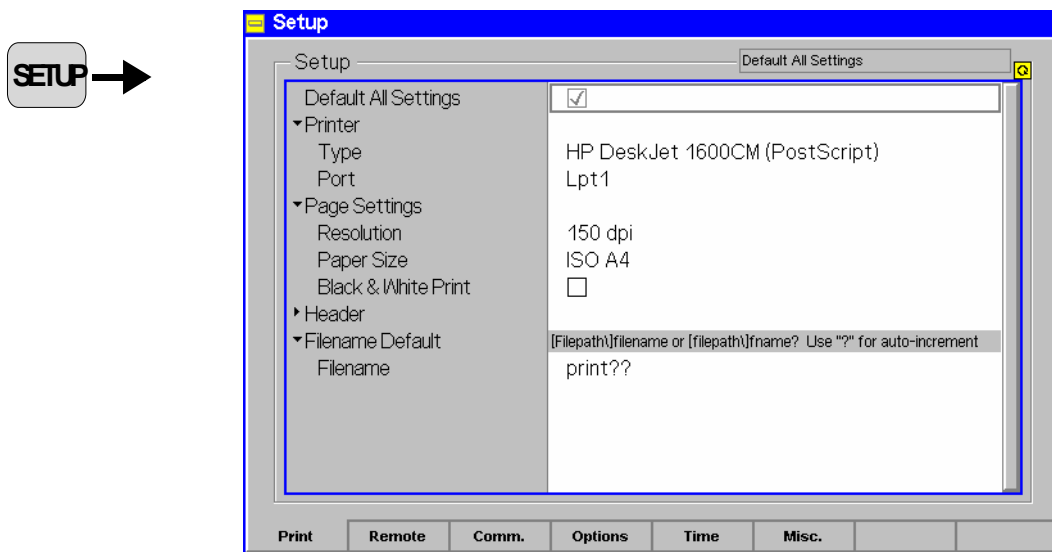 SETUP
Setup
Setup
Default All Settings
Default All Settings
Printer
Type HP DeskJet 1600CM (PostScript)
Port Lpt1
Page Settings
Resolution 150 dpi
Paper Size ISO A4
Black & White Print
Header
Filename Default [Filepath\]filename or [filepath\]fname? Use "?" for auto-increment
Filename print??
Print Remote Comm. Options Time Misc.